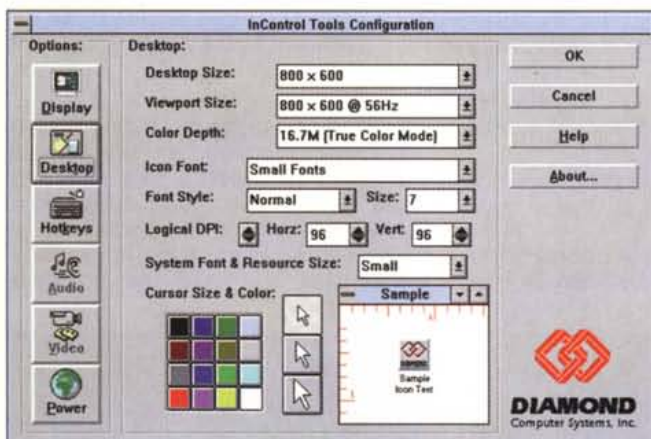 InControl Tools Configuration
Options:
Display
Desktop
Hotkeys
Audio
Video
Power
Desktop:
Desktop Size: 800 x 600
Viewport Size: 800 x 600 @ 56Hz
Color Depth: 16.7M (True Color Mode)
Icon Font: Small Fonts
Font Style: Normal Size: 7
Logical DPI: Horz: 96 Vert: 96
System Font & Resource Size: Small
Cursor Size & Color:
Sample
Sample
Icon Text
OK
Cancel
Help
About...
DIAMOND
Computer Systems, Inc.